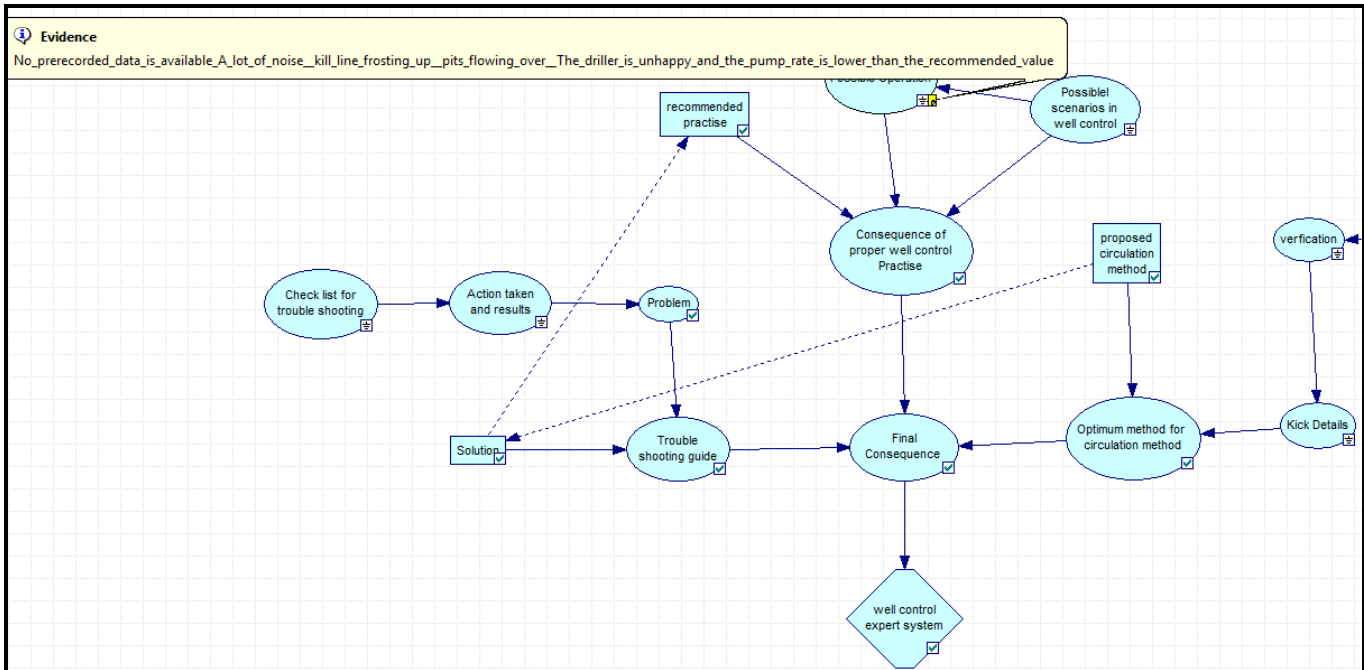 Evidence
No_prerecorded_data_is_available_A_lot_of_noise__kill_line_frosting_up__pits_flowing_over__The_driller_is_unhappy_and_the_pump_rate_is_lower_than_the_recommended_value
Possible Operation
recommended
practise
Possiblel
scenarios in
well control
Consequence of
proper well control
Practise
proposed
circulation
method
verfication
Check list for
trouble shooting
Action taken
and results
Problem
Solution
Trouble
shooting guide
Final
Consequence
Optimum method for
circulation method
Kick Details
well control
expert system